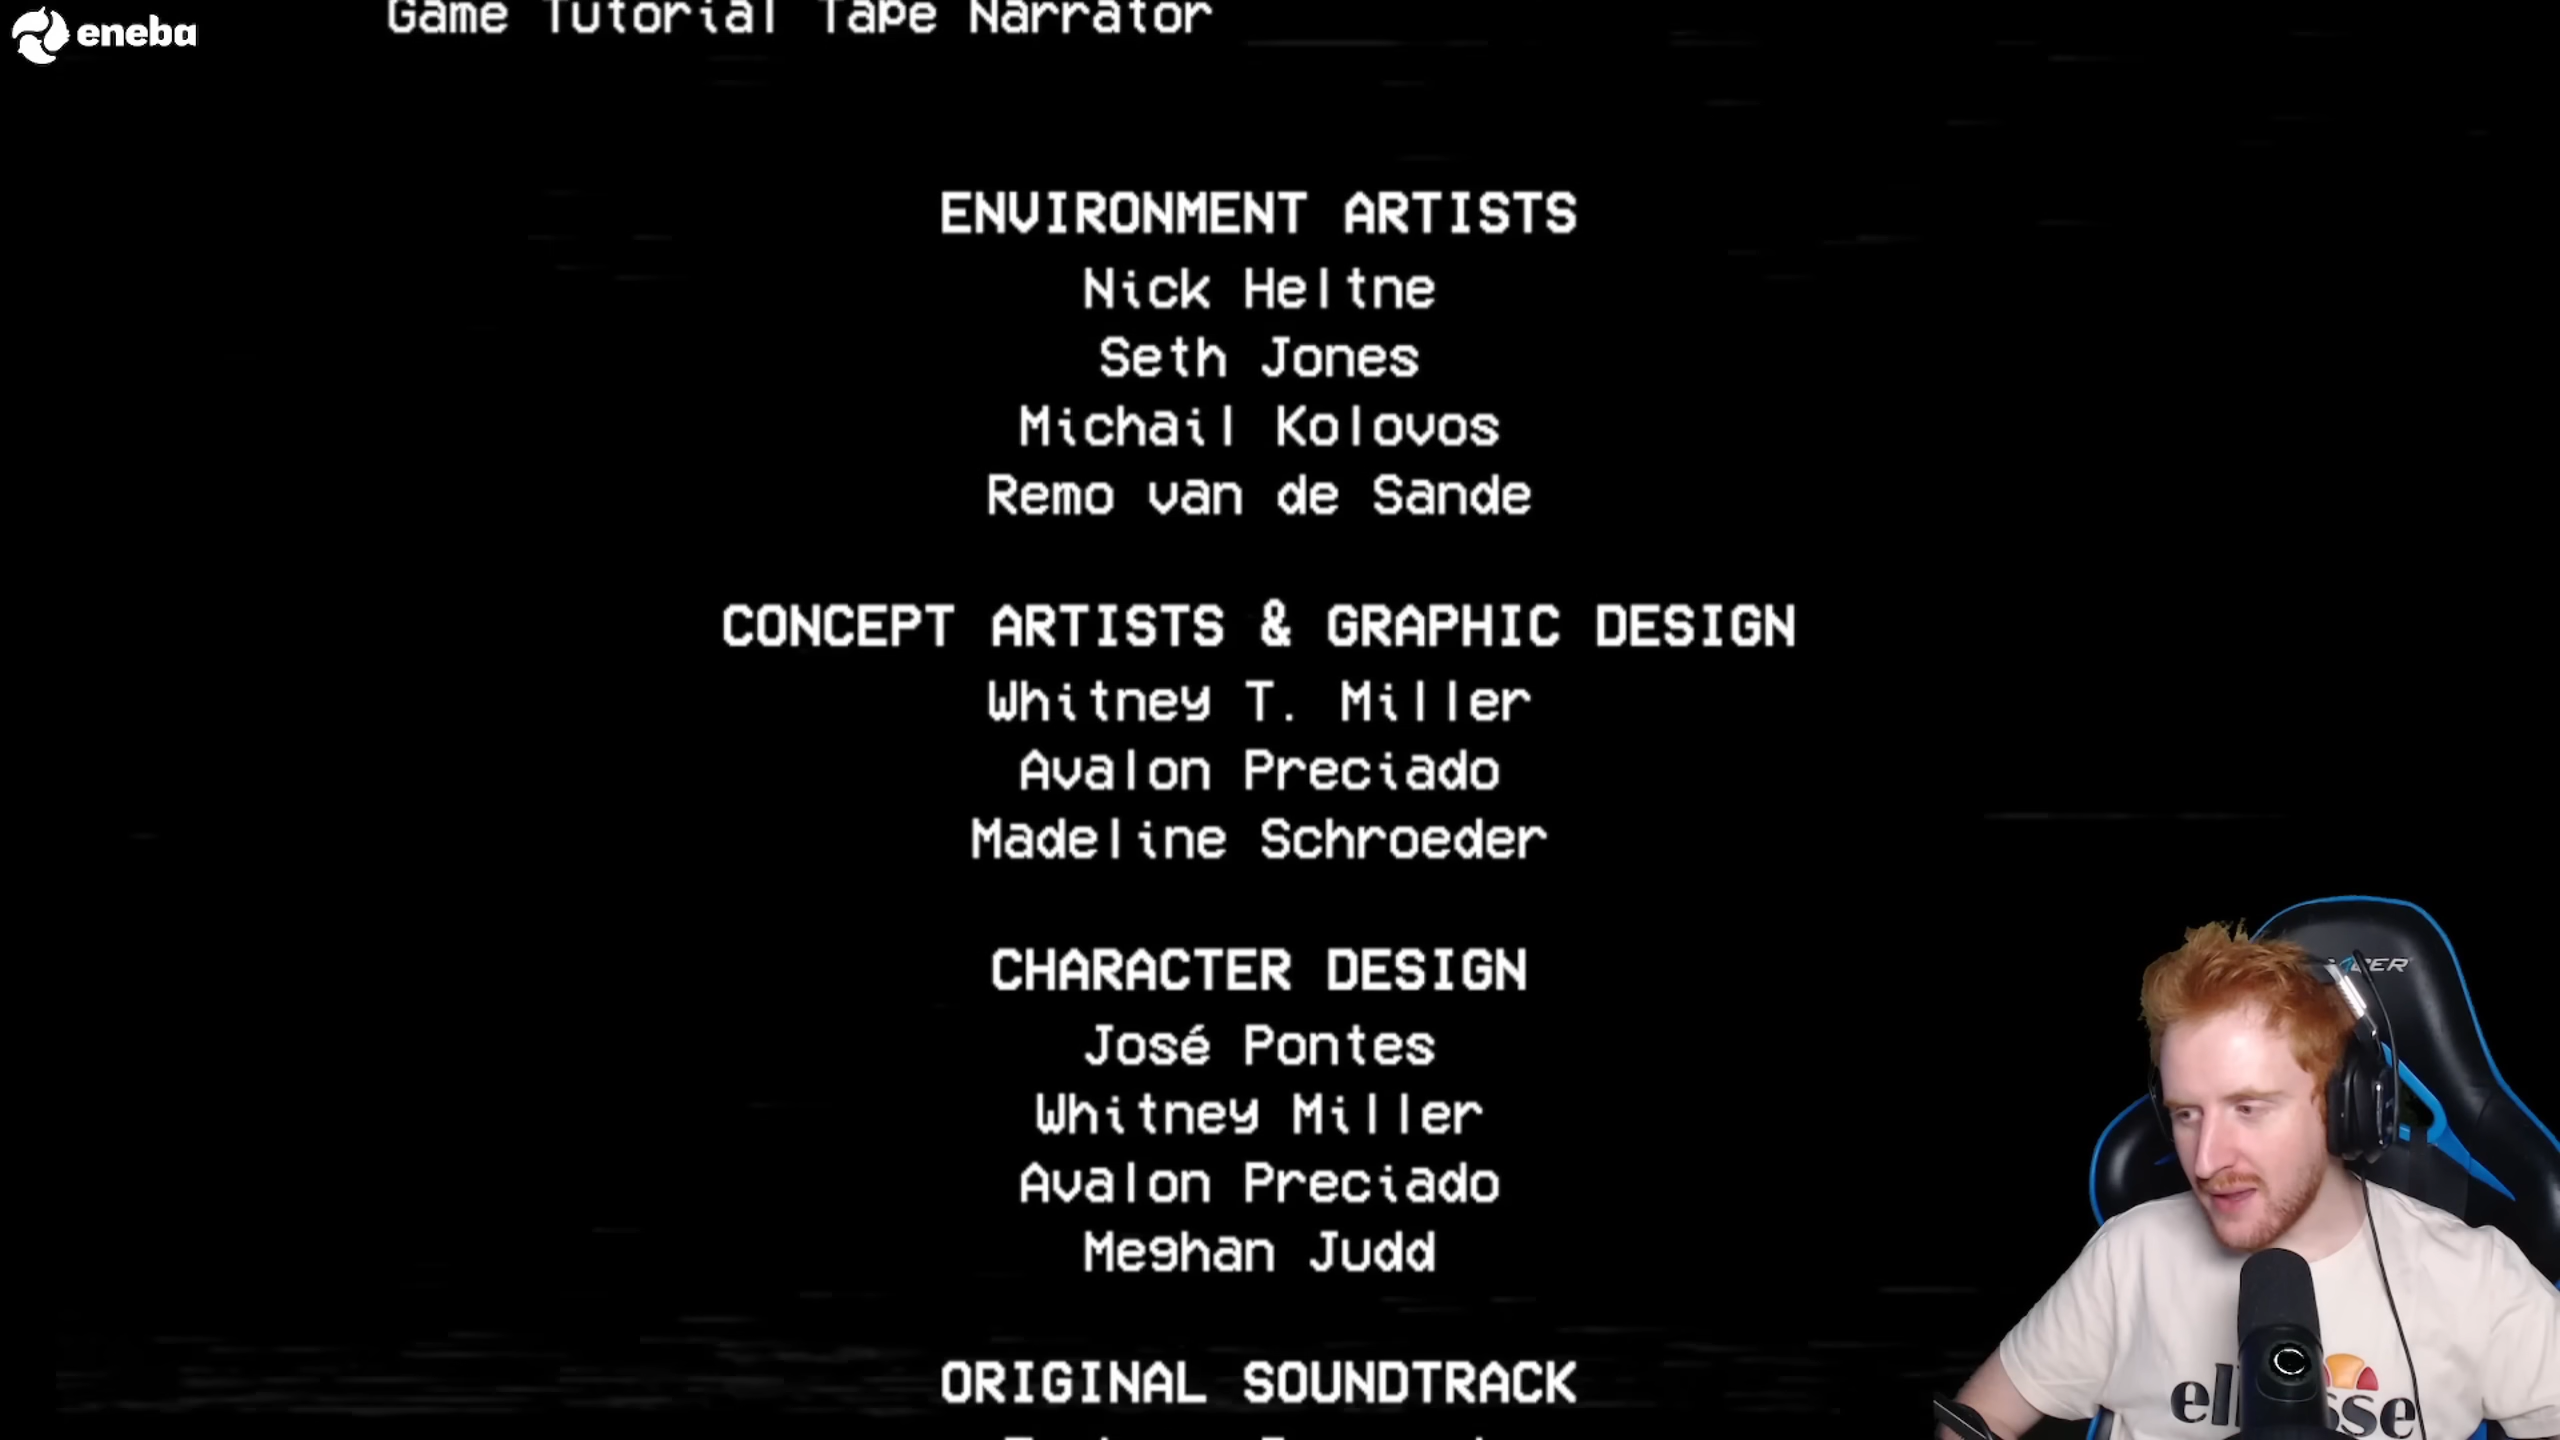 eneba
Game Tutorial Tape Narrator
ENVIRONMENT ARTISTS
Nick Heltne
Seth Jones
Michail Kolovos
Remo van de Sande
CONCEPT ARTISTS & GRAPHIC DESIGN
Whitney T. Miller
Avalon Preciado
Madeline Schroeder
CHARACTER DESIGN
José Pontes
Whitney Miller
Avalon Preciado
Meghan Judd
ORIGINAL SOUNDTRACK